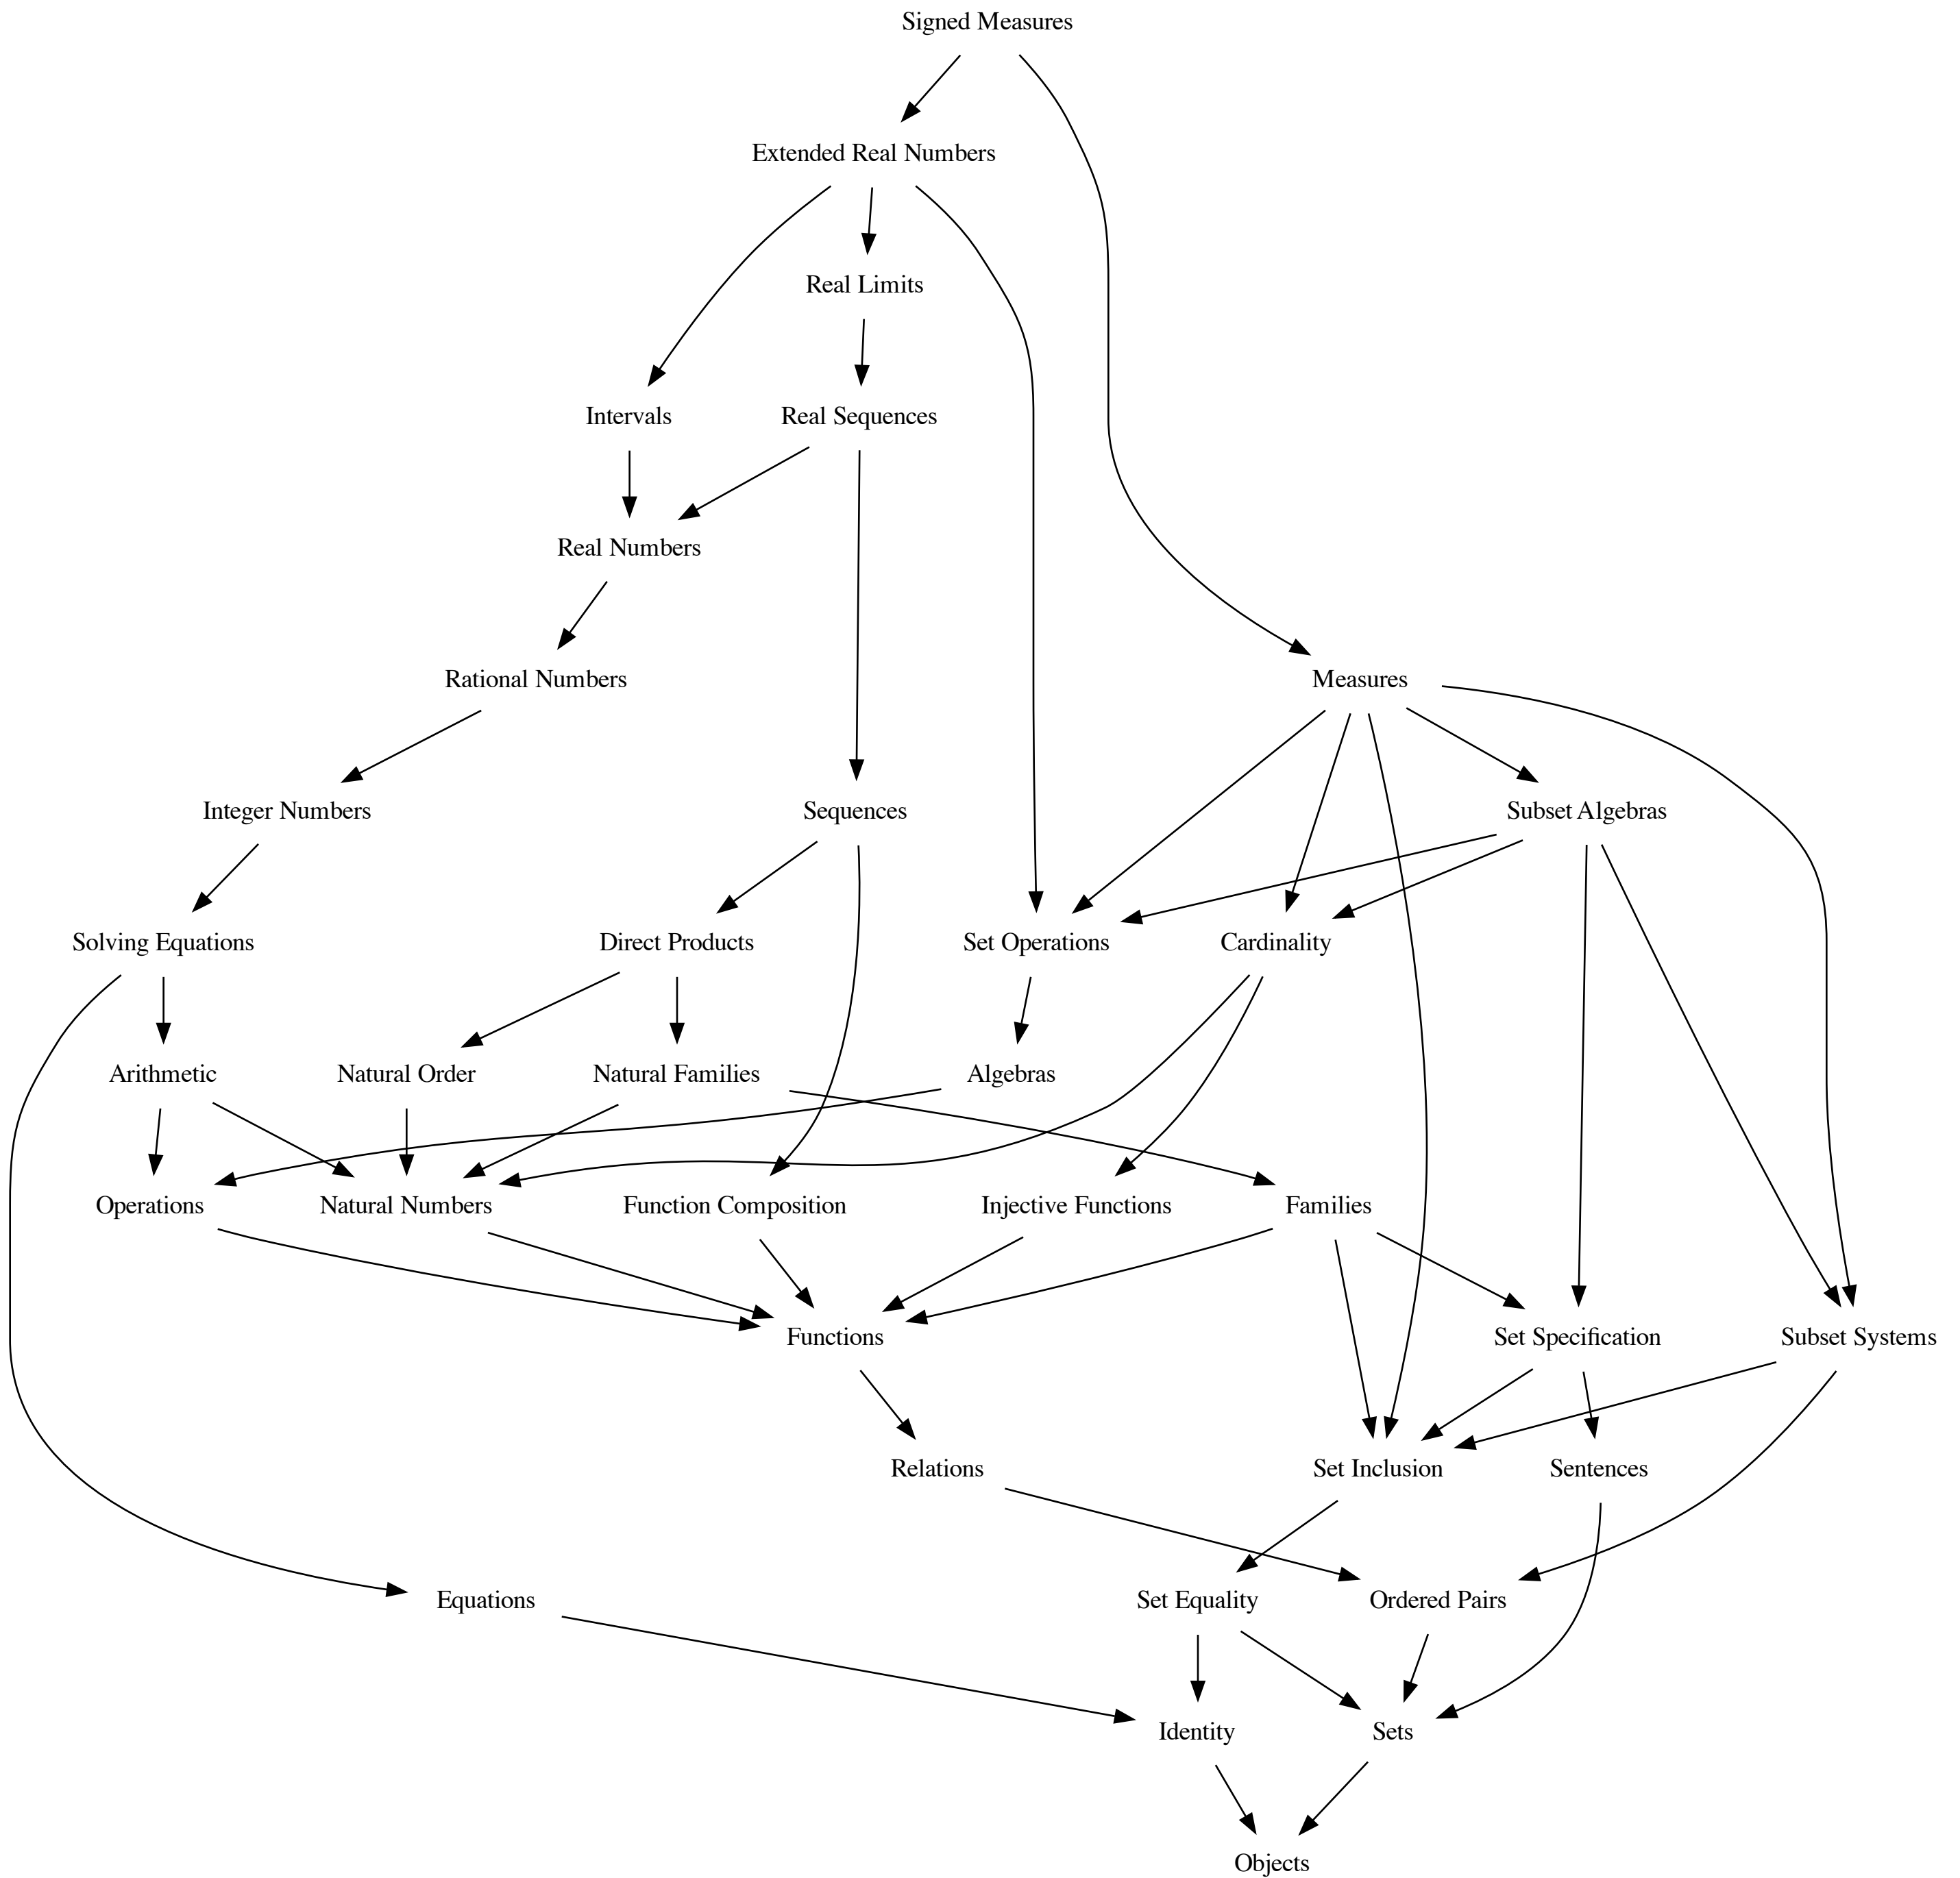 Signed Measures
Extended Real Numbers
Real Limits
Intervals
Real Sequences
Real Numbers
Rational Numbers
Measures
Integer Numbers
Sequences
Subset Algebras
Solving Equations
Direct Products
Set Operations
Cardinality
Arithmetic
Natural Order
Natural Families
Algebras
Operations
Natural Numbers
Function Composition
Injective Functions
Families
Functions
Set Specification
Subset Systems
Relations
Set Inclusion
Sentences
Equations
Set Equality
Ordered Pairs
Identity
Sets
Objects